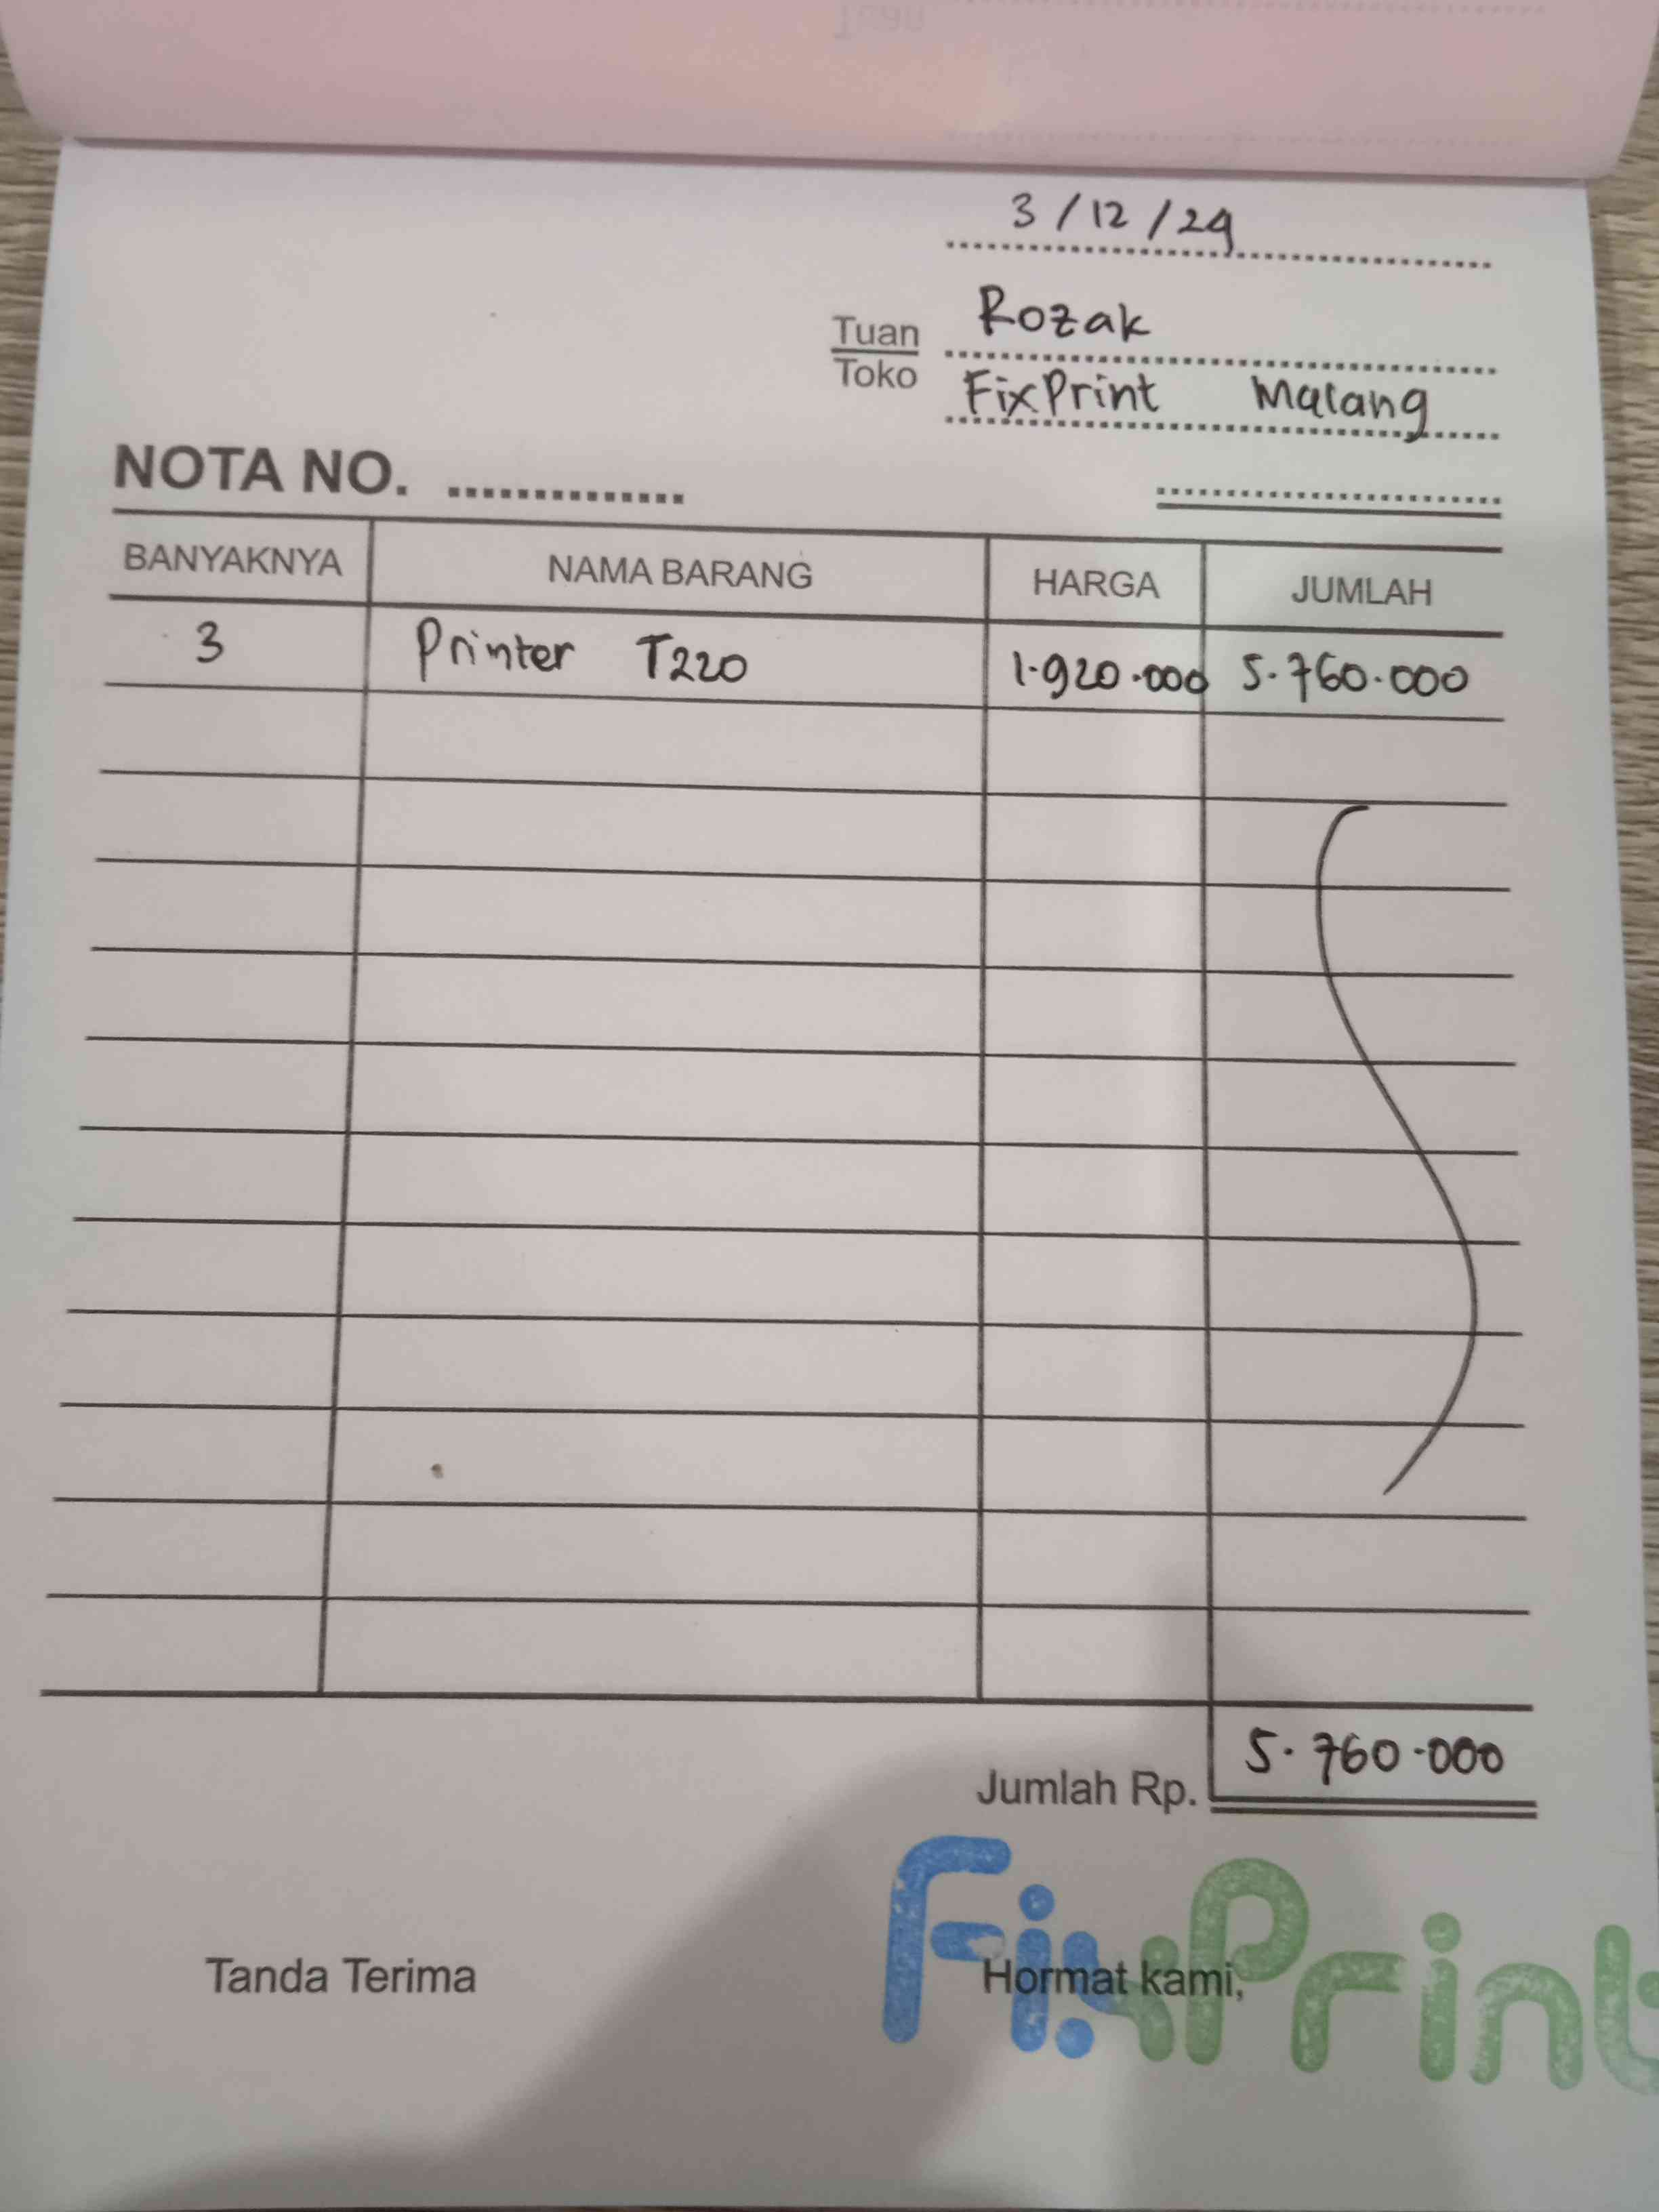 3/12/24
Tuan Rozak
Toko FixPrint Malang
NOTA NO. ..............
BANYAKNYA NAMA BARANG HARGA JUMLAH
3 Printer T220 1.920.000 5.760.000
Jumlah Rp. 5.760.000
Tanda Terima Hormat kami,
FixPrint